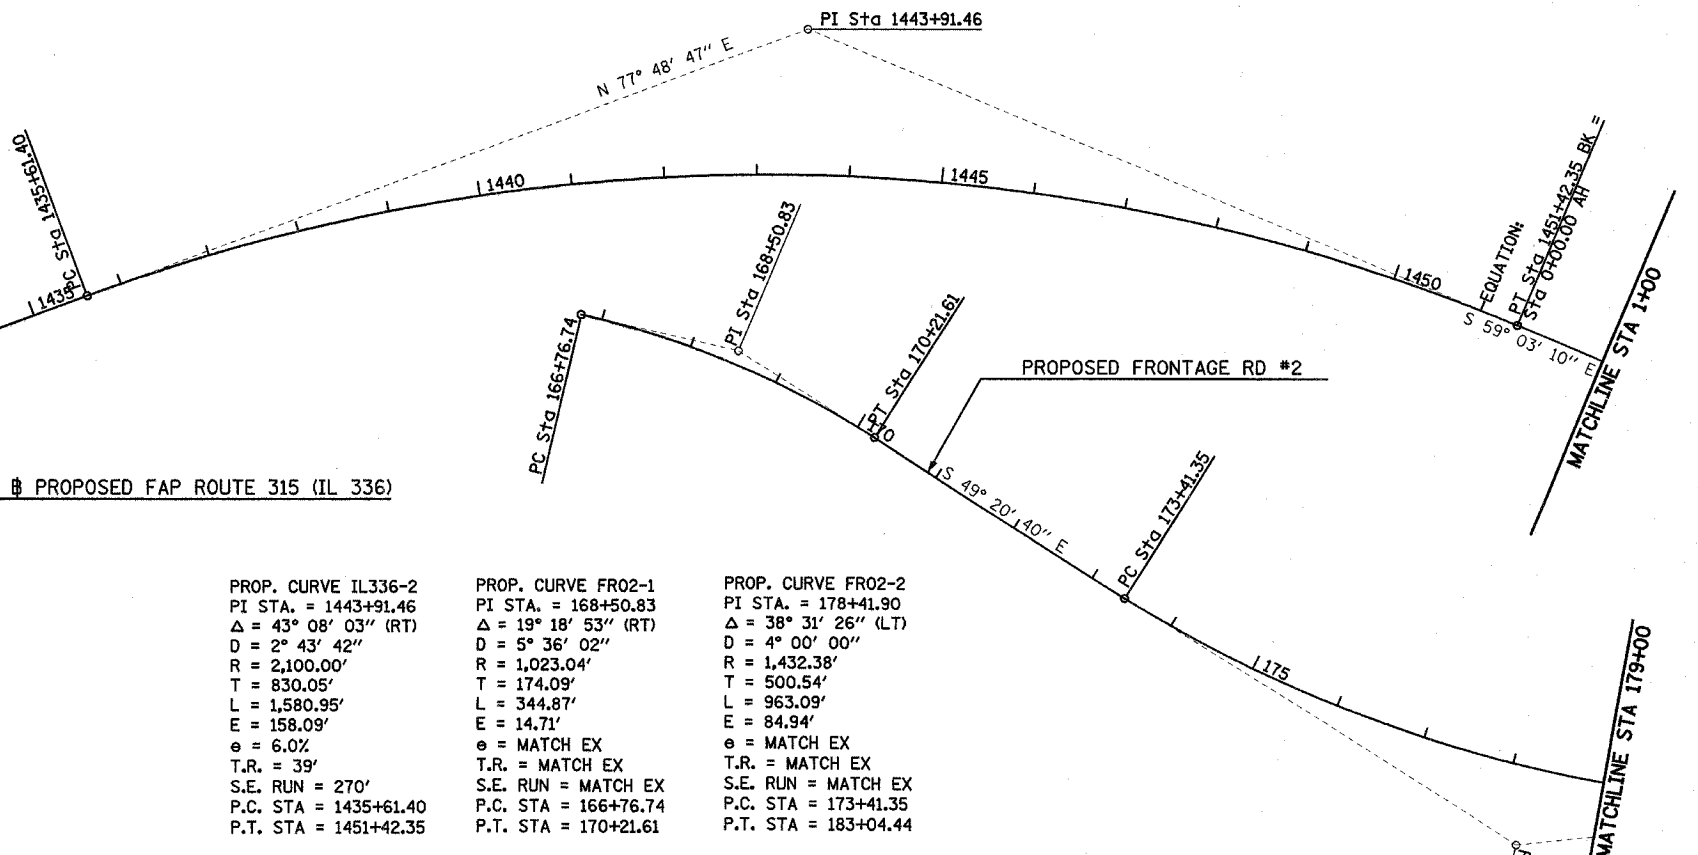 PI Sta 1443+91.46
N 77° 48' 47" E
PC Sta 1435+61.40
1435
1440
1445
1450
EQUATION:
PT Sta 1451+42.35 BK =
Sta 0+00.00 AH
S 59° 03' 10" E
MATCHLINE STA 1+00
PC Sta 166+76.74
PI Sta 168+50.83
PT Sta 170+21.61
170
PROPOSED FRONTAGE RD #2
S 49° 20' 40" E
PC Sta 173+41.35
175
MATCHLINE STA 179+00
PROPOSED FAP ROUTE 315 (IL 336)
PROP. CURVE IL336-2
PI STA. = 1443+91.46
Δ = 43° 08' 03" (RT)
D = 2° 43' 42"
R = 2,100.00'
T = 830.05'
L = 1,580.95'
E = 158.09'
e = 6.0%
T.R. = 39'
S.E. RUN = 270'
P.C. STA = 1435+61.40
P.T. STA = 1451+42.35
PROP. CURVE FR02-1
PI STA. = 168+50.83
Δ = 19° 18' 53" (RT)
D = 5° 36' 02"
R = 1,023.04'
T = 174.09'
L = 344.87'
E = 14.71'
e = MATCH EX
T.R. = MATCH EX
S.E. RUN = MATCH EX
P.C. STA = 166+76.74
P.T. STA = 170+21.61
PROP. CURVE FR02-2
PI STA. = 178+41.90
Δ = 38° 31' 26" (LT)
D = 4° 00' 00"
R = 1,432.38'
T = 500.54'
L = 963.09'
E = 84.94'
e = MATCH EX
T.R. = MATCH EX
S.E. RUN = MATCH EX
P.C. STA = 173+41.35
P.T. STA = 183+04.44